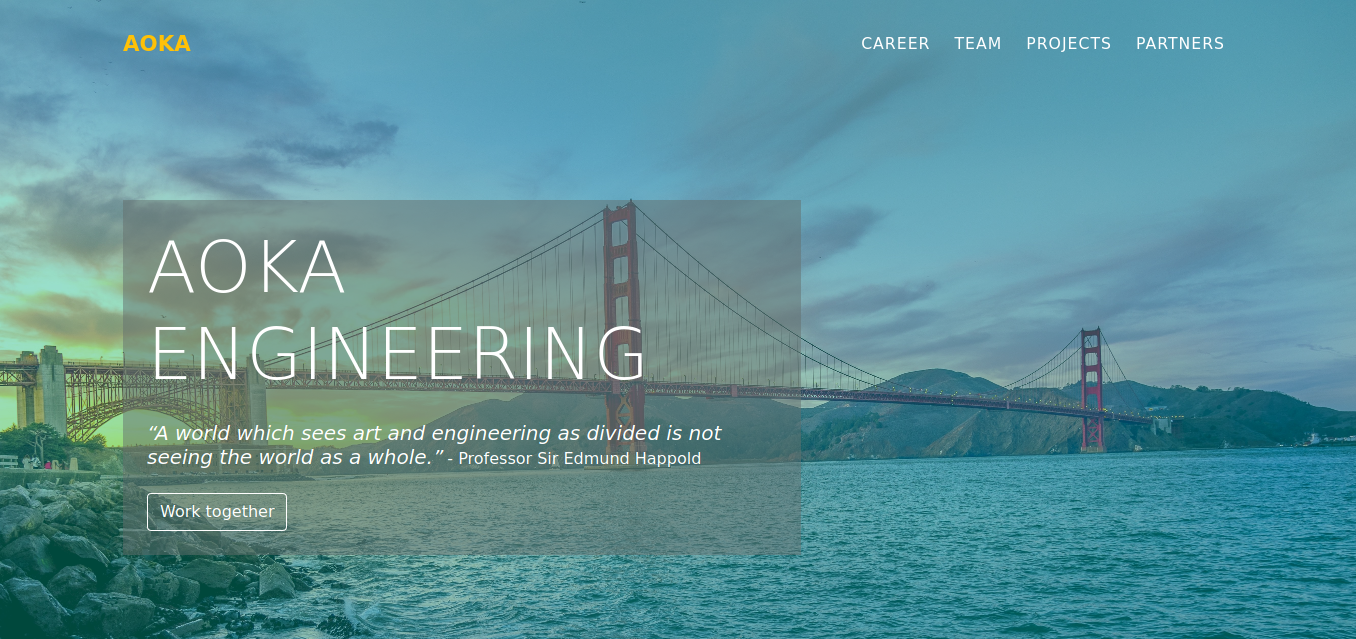 AOKA
CAREER TEAM PROJECTS PARTNERS
AOKA
ENGINEERING
“A world which sees art and engineering as divided is not
seeing the world as a whole.” - Professor Sir Edmund Happold
Work together